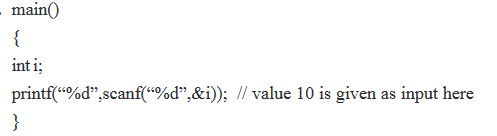 main()
{
int i;
printf(“%d”,scanf(“%d”,&i));  // value 10 is given as input here
}